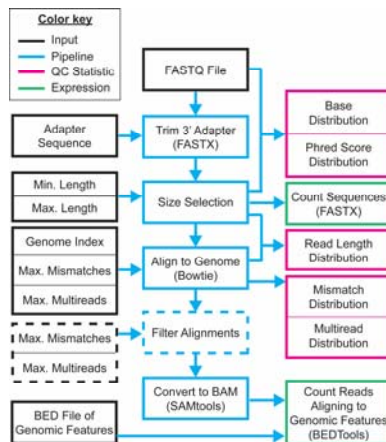 Color key
Input
Pipeline
QC Statistic
Expression
FASTQ File
Adapter
Sequence
Trim 3' Adapter
(FASTX)
Base
Distribution
Phred Score
Distribution
Min. Length
Max. Length
Size Selection
Count Sequences
(FASTX)
Genome Index
Max. Mismatches
Max. Multireads
Align to Genome
(Bowtie)
Read Length
Distribution
Mismatch
Distribution
Multiread
Distribution
Max. Mismatches
Max. Multireads
Filter Alignments
Convert to BAM
(SAMtools)
BED File of
Genomic Features
Count Reads
Aligning to
Genomic Features
(BEDTools)